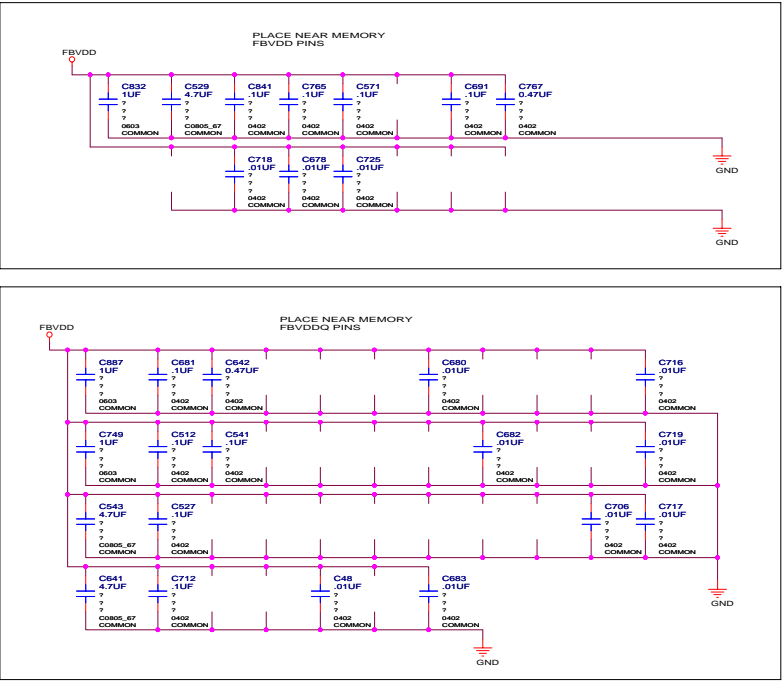 PLACE NEAR MEMORY
FBVDD PINS
FBVDD
C832 C529 C841 C765 C571 C691 C767
1UF 4.7UF .1UF .1UF .1UF .1UF 0.47UF
? ? ? ? ? ? ?
? ? ? ? ? ? ?
? ? ? ? ? ? ?
0603 C0805_67 0402 0402 0402 0402 0402
COMMON COMMON COMMON COMMON COMMON COMMON COMMON
GND
C718 C678 C725
.01UF .01UF .01UF
? ? ?
? ? ?
? ? ?
0402 0402 0402
COMMON COMMON COMMON
GND
PLACE NEAR MEMORY
FBVDDQ PINS
FBVDD
C887 C681 C642 C680 C716
1UF .1UF 0.47UF .01UF .01UF
? ? ? ? ?
? ? ? ? ?
? ? ? ? ?
0603 0402 0402 0402 0402
COMMON COMMON COMMON COMMON COMMON
C749 C512 C541 C682 C719
1UF .1UF .1UF .01UF .01UF
? ? ? ? ?
? ? ? ? ?
? ? ? ? ?
0603 0402 0402 0402 0402
COMMON COMMON COMMON COMMON COMMON
C543 C527 C706 C717
4.7UF .1UF .01UF .01UF
? ? ? ?
? ? ? ?
? ? ? ?
C0805_67 0402 0402 0402
COMMON COMMON COMMON COMMON
C641 C712 C48 C683
4.7UF .1UF .01UF .01UF
? ? ? ?
? ? ? ?
? ? ? ?
C0805_67 0402 0402 0402
COMMON COMMON COMMON COMMON
GND
GND